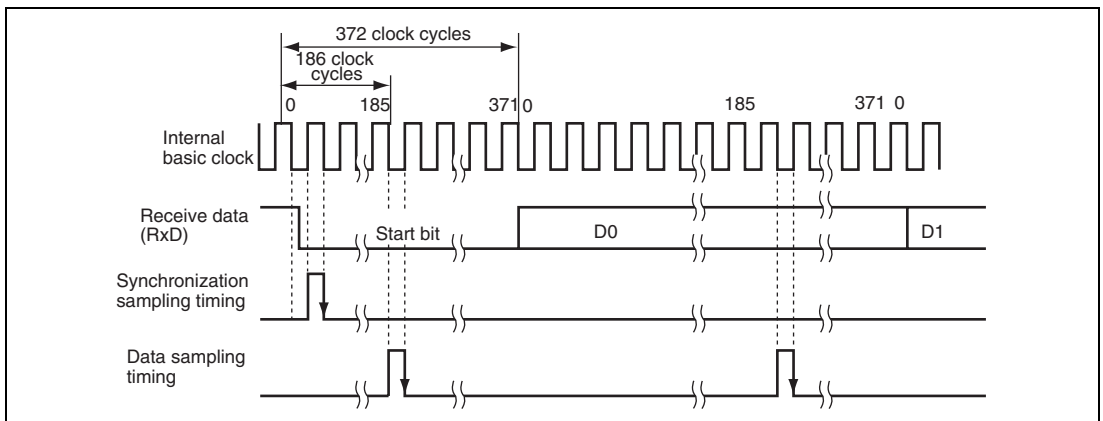 372 clock cycles
186 clock
cycles
0 185 371 0 185 371 0
Internal
basic clock
Receive data
(RxD)
Start bit D0 D1
Synchronization
sampling timing
Data sampling
timing